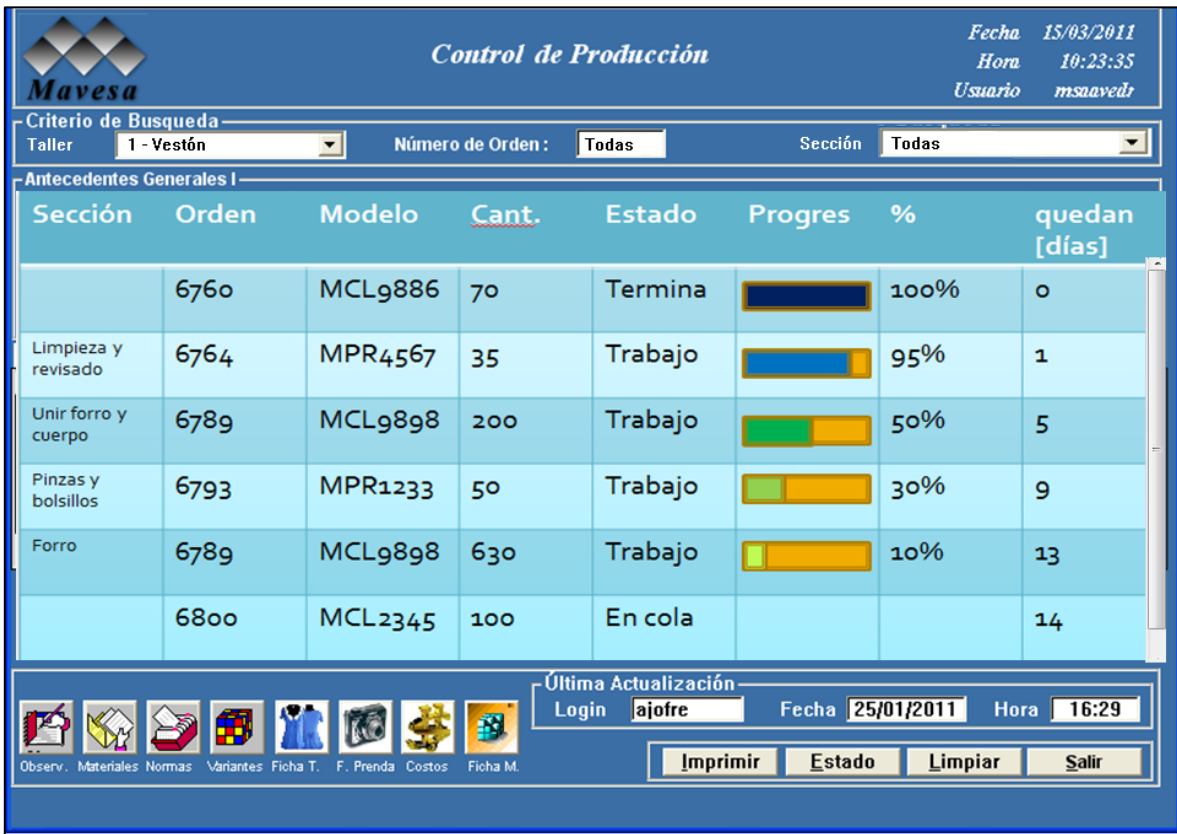 Mavesa
Control de Producción
Fecha 15/03/2011
Hora 10:23:35
Usuario msaavedr
Criterio de Busqueda
Taller 1 - Vestón Número de Orden : Todas Sección Todas
Antecedentes Generales I
Sección Orden Modelo Cant. Estado Progres % quedan
[días]
6760 MCL9886 70 Termina 100% 0
Limpieza y
revisado
6764 MPR4567 35 Trabajo 95% 1
Unir forro y
cuerpo
6789 MCL9898 200 Trabajo 50% 5
Pinzas y
bolsillos
6793 MPR1233 50 Trabajo 30% 9
Forro 6789 MCL9898 630 Trabajo 10% 13
6800 MCL2345 100 En cola 14
Última Actualización
Login ajofre Fecha 25/01/2011 Hora 16:29
Observ. Materiales Normas Variantes Ficha T. F. Prenda Costos Ficha M.
Imprimir Estado Limpiar Salir